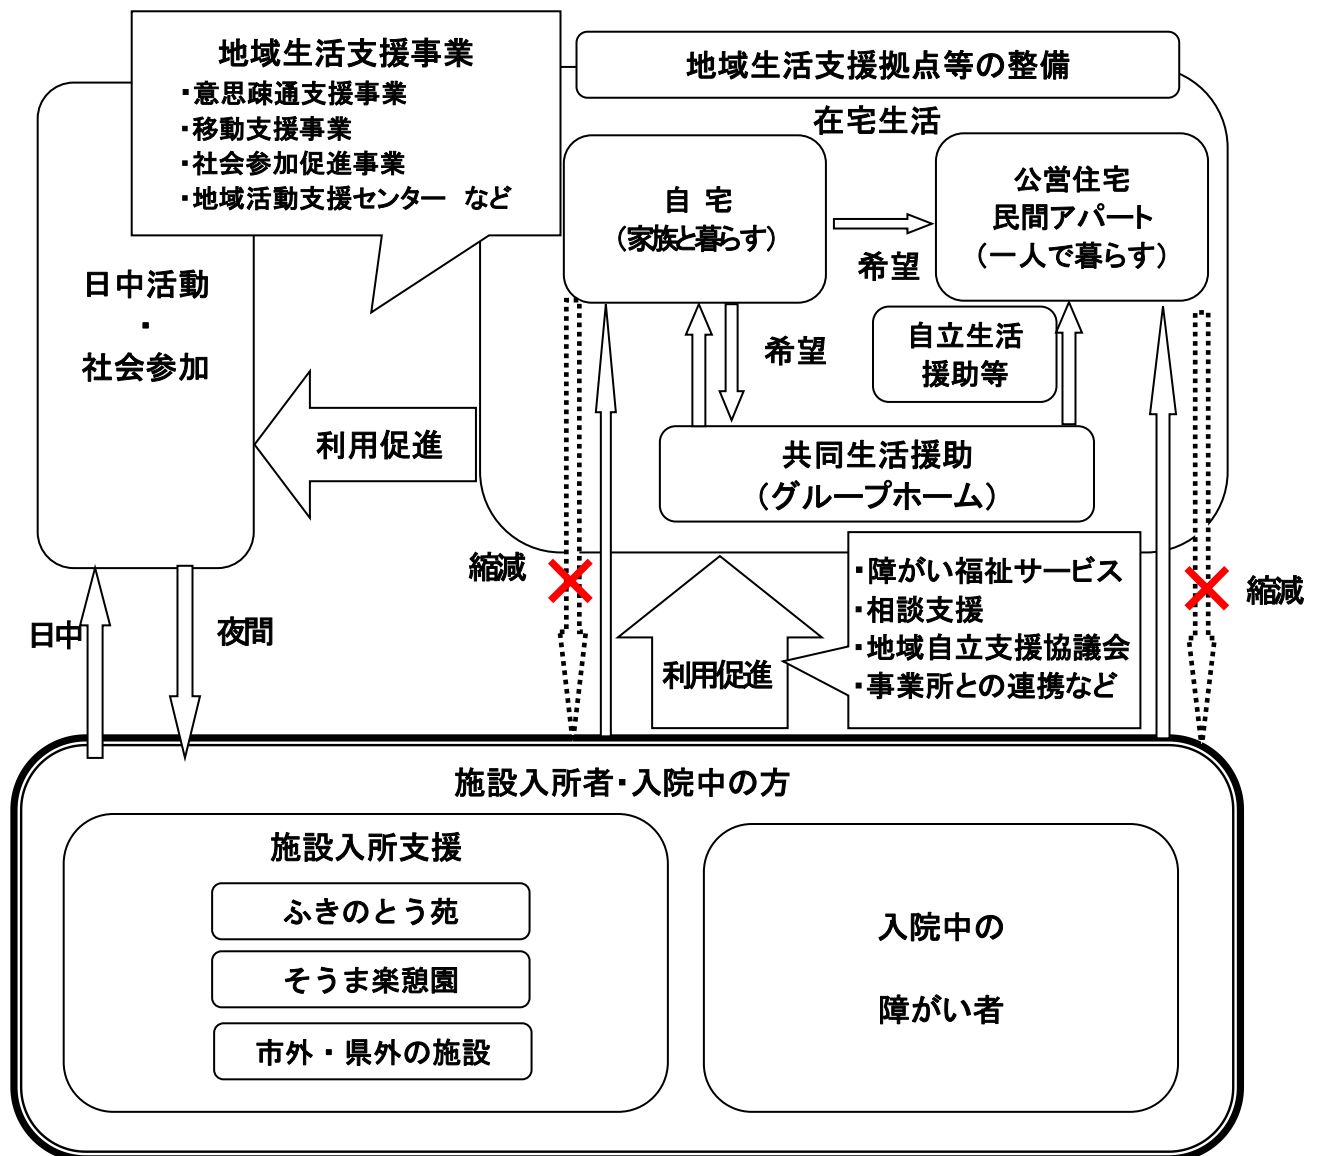 地域生活支援事業
・意思疎通支援事業
・移動支援事業
・社会参加促進事業
・地域活動支援センター など
地域生活支援拠点等の整備
在宅生活
自 宅
（家族と暮らす）
希望
公営住宅
民間アパート
（一人で暮らす）
日中活動
・
社会参加
希望
自立生活
援助等
利用促進
共同生活援助
（グループホーム）
縮減
・障がい福祉サービス
・相談支援
・地域自立支援協議会
・事業所との連携など
縮減
日中
夜間
利用促進
施設入所者・入院中の方
施設入所支援
ふきのとう苑
そうま楽憩園
市外・県外の施設
入院中の
障がい者